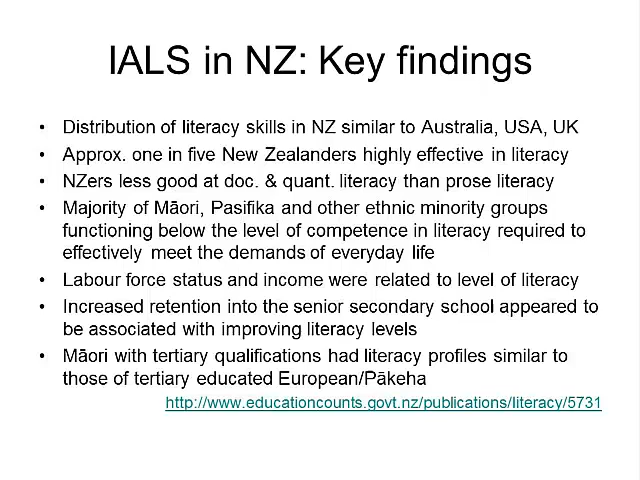 IALS in NZ: Key findings
• Distribution of literacy skills in NZ similar to Australia, USA, UK
• Approx. one in five New Zealanders highly effective in literacy
• NZers less good at doc. & quant. literacy than prose literacy
• Majority of Māori, Pasifika and other ethnic minority groups
functioning below the level of competence in literacy required to
effectively meet the demands of everyday life
• Labour force status and income were related to level of literacy
• Increased retention into the senior secondary school appeared to
be associated with improving literacy levels
• Māori with tertiary qualifications had literacy profiles similar to
those of tertiary educated European/Pākeha
http://www.educationcounts.govt.nz/publications/literacy/5731